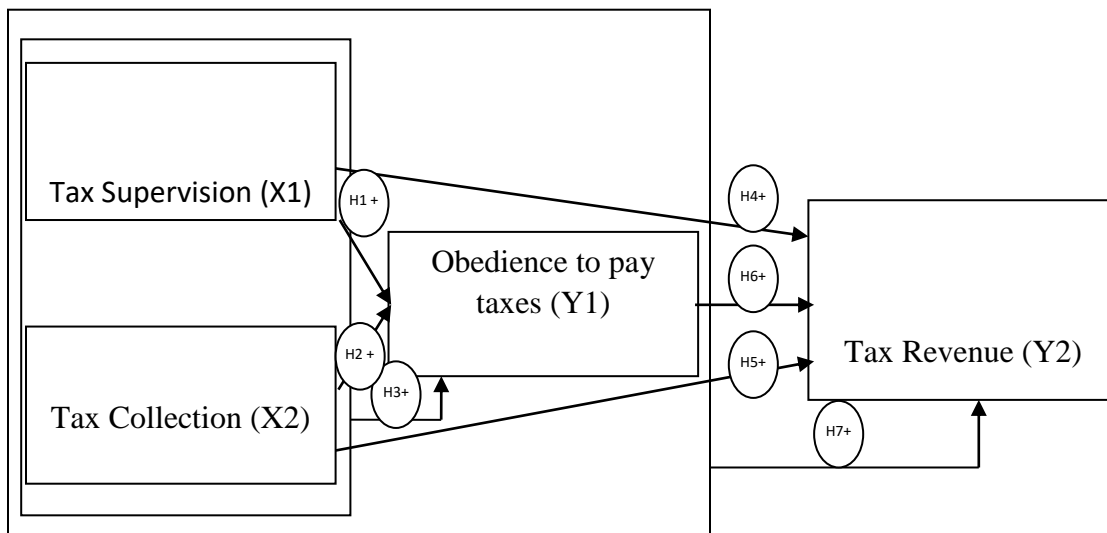 Tax Supervision (X1)
H1 +
H4+
Obedience to pay
taxes (Y1)
H6+
Tax Revenue (Y2)
H2 +
H3+
H5+
Tax Collection (X2)
H7+